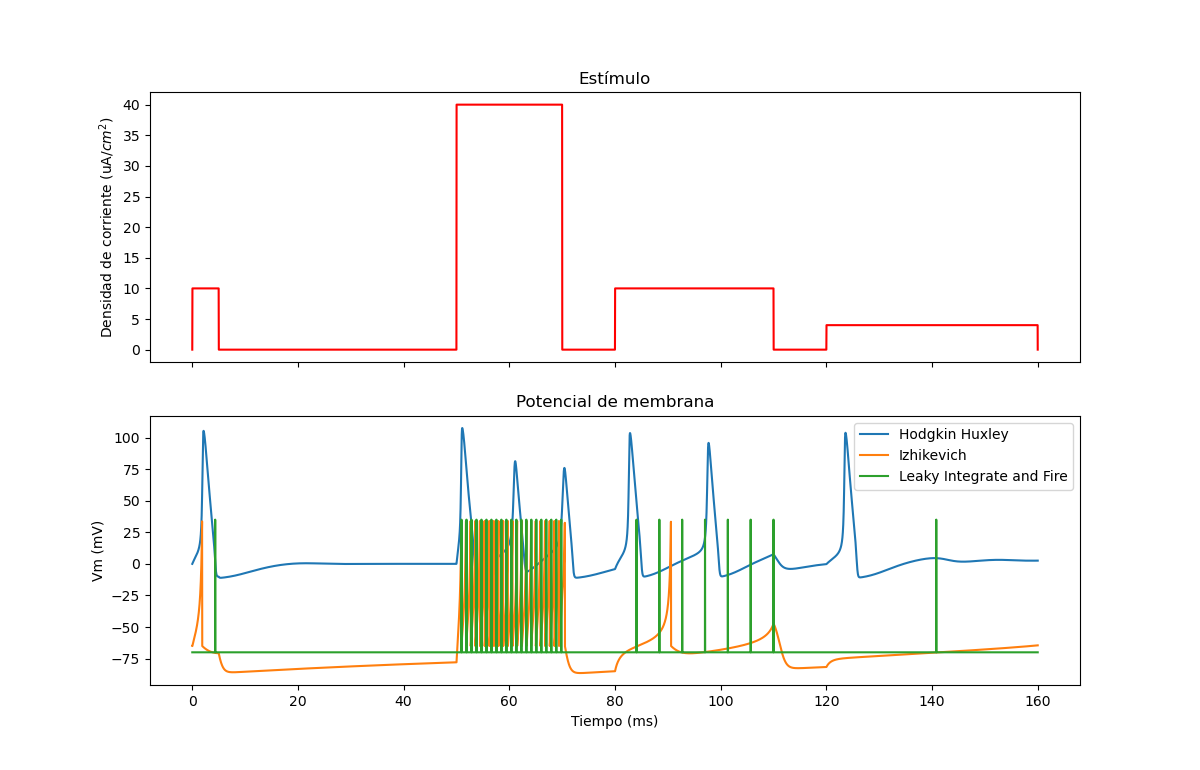 Estímulo
Densidad de corriente (uA/cm²)
40
35
30
25
20
15
10
5
0
Potencial de membrana
Vm (mV)
100
75
50
25
0
−25
−50
−75
Hodgkin Huxley
Izhikevich
Leaky Integrate and Fire
0 20 40 60 80 100 120 140 160
Tiempo (ms)